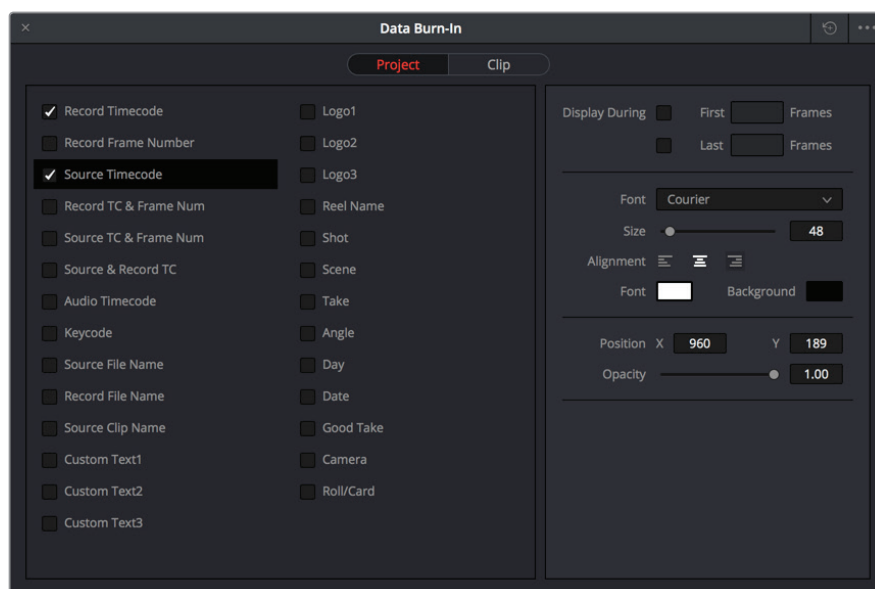 Data Burn-In
Project Clip
Record Timecode
Record Frame Number
Source Timecode
Record TC & Frame Num
Source TC & Frame Num
Source & Record TC
Audio Timecode
Keycode
Source File Name
Record File Name
Source Clip Name
Custom Text1
Custom Text2
Custom Text3
Logo1
Logo2
Logo3
Reel Name
Shot
Scene
Take
Angle
Day
Date
Good Take
Camera
Roll/Card
Display During First Frames
Last Frames
Font Courier
Size 48
Alignment
Font Background
Position X 960 Y 189
Opacity 1.00